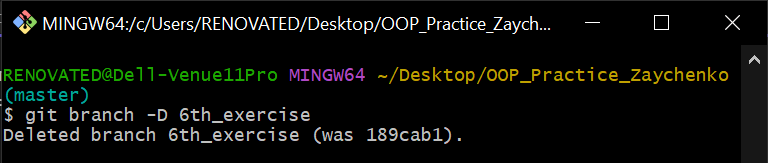 MINGW64:/c/Users/RENOVATED/Desktop/OOP_Practice_Zaych...
RENOVATED@Dell-Venue11Pro MINGW64 ~/Desktop/OOP_Practice_Zaychenko
(master)
$ git branch -D 6th_exercise
Deleted branch 6th_exercise (was 189cab1).